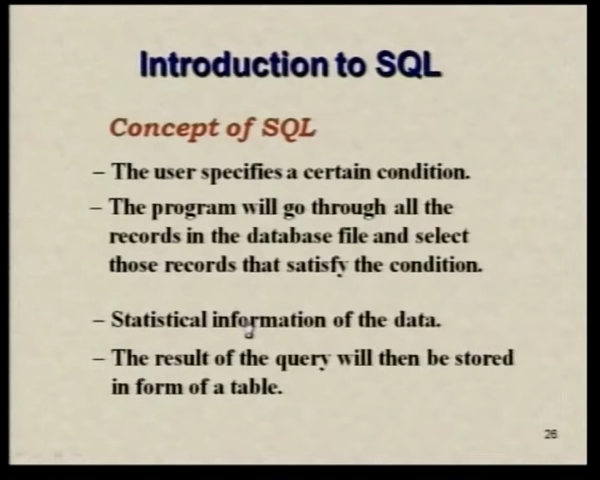 Introduction to SQL
Concept of SQL
– The user specifies a certain condition.
– The program will go through all the
records in the database file and select
those records that satisfy the condition.
– Statistical information of the data.
– The result of the query will then be stored
in form of a table.
26